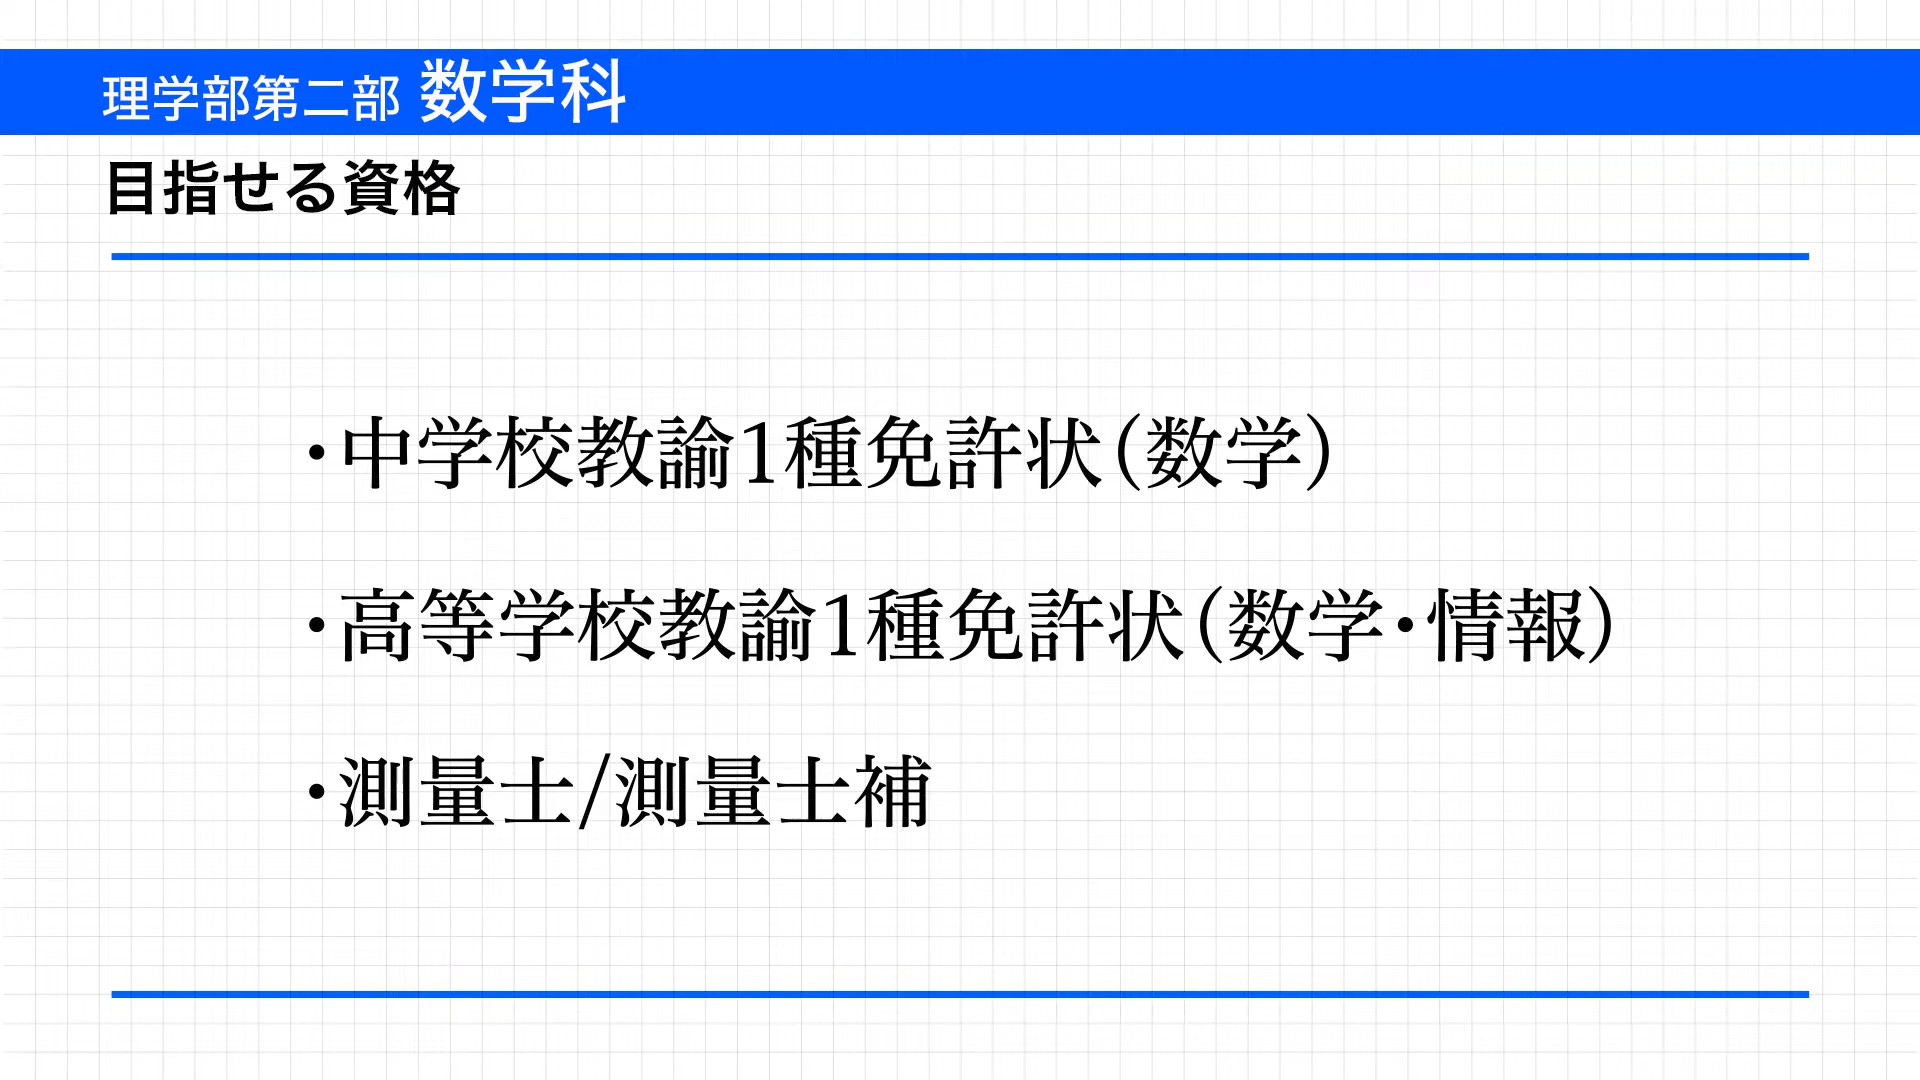 理学部第二部 数学科
目指せる資格
・中学校教論1種免許状(数学)
・高等学校教論1種免許状(数学・情報)
・測量士/測量士補